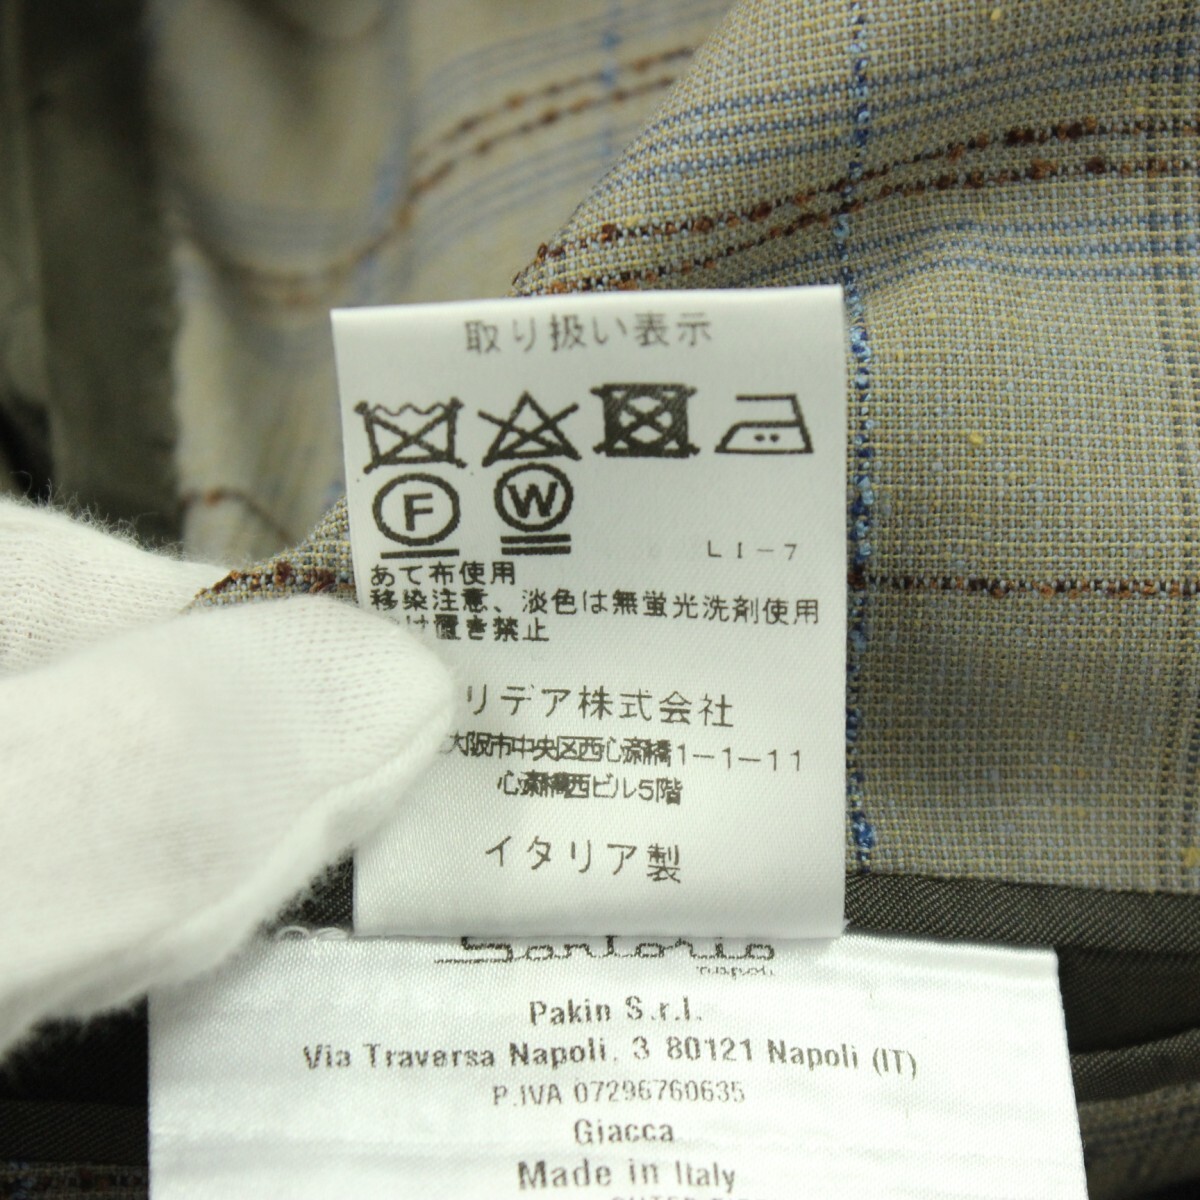 取り扱い表示
F W
LI-7
あて布使用
移染注意、淡色は無蛍光洗剤使用
け置き禁止
リデア株式会社
大阪市中央区西心斎橋1-1-11
心斎橋西ビル5階
イタリア製
Sartorio
napoli
Pakin S.r.l.
Via Traversa Napoli, 3 80121 Napoli (IT)
P.IVA 07296760635
Giacca
Made in Italy